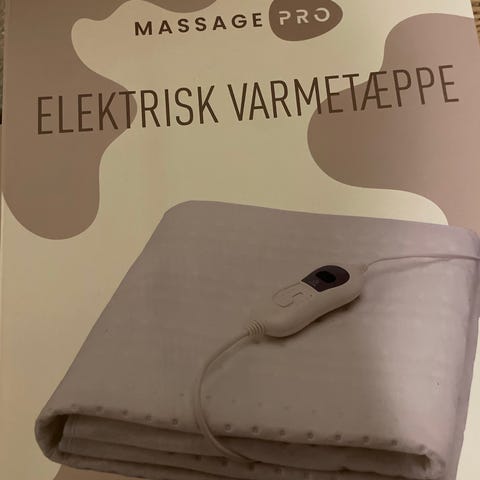 MASSAGE PRO
ELEKTRISK VARMETÆPPE